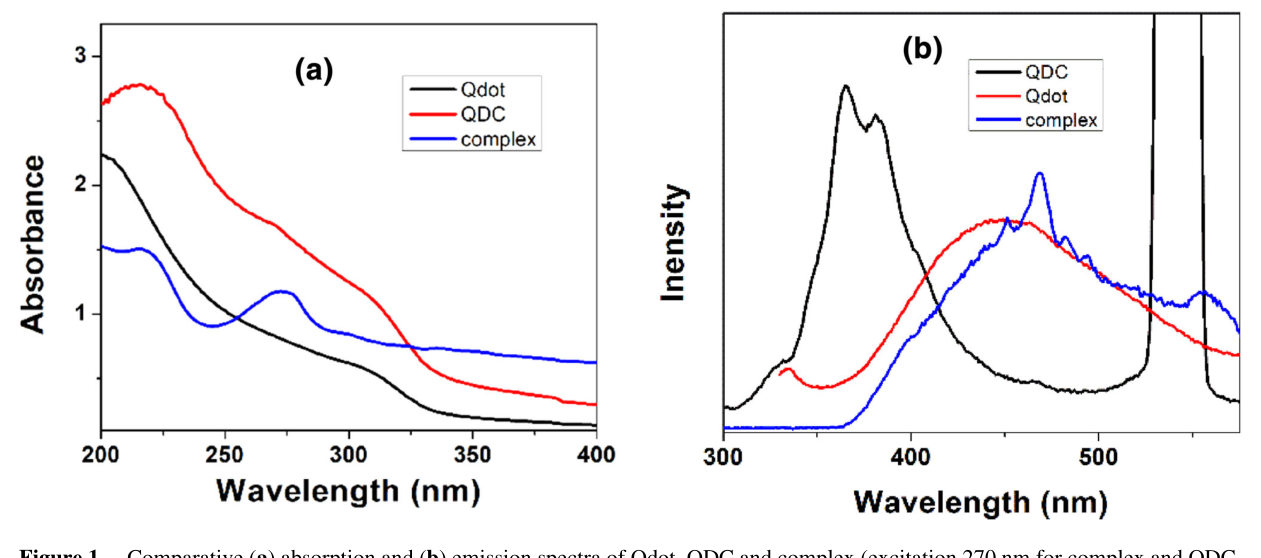 (a)
Qdot
QDC
complex
3
2
1
Absorbance
200 250 300 350 400
Wavelength (nm)
(b)
QDC
Qdot
complex
Inensity
300 400 500
Wavelength (nm)
Figure 1. Comparative (a) absorption and (b) emission spectra of Qdot, QDC and complex (excitation 270 nm for complex and QDC